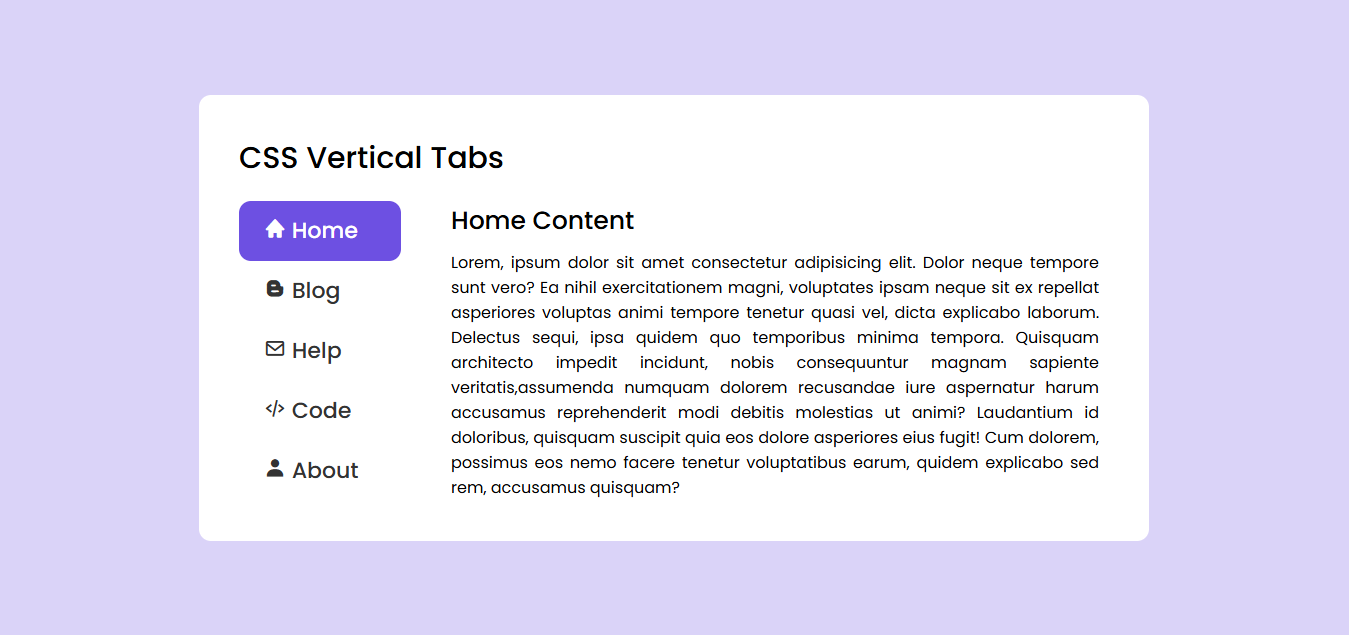 CSS Vertical Tabs
Home
Blog
Help
Code
About
Home Content
Lorem, ipsum dolor sit amet consectetur adipisicing elit. Dolor neque tempore
sunt vero? Ea nihil exercitationem magni, voluptates ipsam neque sit ex repellat
asperiores voluptas animi tempore tenetur quasi vel, dicta explicabo laborum.
Delectus sequi, ipsa quidem quo temporibus minima tempora. Quisquam
architecto impedit incidunt, nobis consequuntur magnam sapiente
veritatis,assumenda numquam dolorem recusandae iure aspernatur harum
accusamus reprehenderit modi debitis molestias ut animi? Laudantium id
doloribus, quisquam suscipit quia eos dolore asperiores eius fugit! Cum dolorem,
possimus eos nemo facere tenetur voluptatibus earum, quidem explicabo sed
rem, accusamus quisquam?